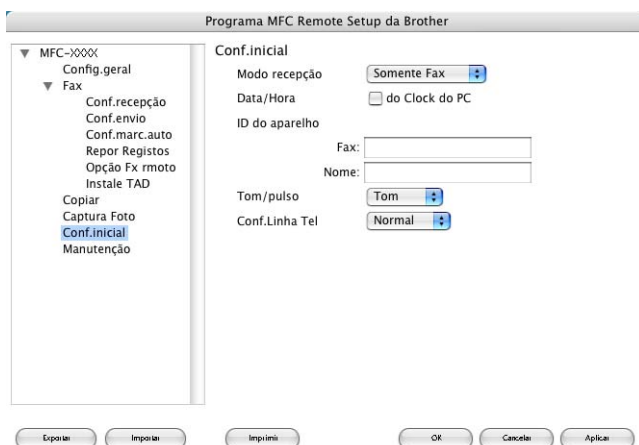 Programa MFC Remote Setup da Brother
MFC-XXXX
Config.geral
Fax
Conf.recepção
Conf.envio
Conf.marc.auto
Repor Registos
Opção Fx rmoto
Instale TAD
Copiar
Captura Foto
Conf.inicial
Manutenção
Conf.inicial
Modo recepção Somente Fax
Data/Hora do Clock do PC
ID do aparelho
Fax:
Nome:
Tom/pulso Tom
Conf.Linha Tel Normal
Exportar Importar Imprimir OK Cancelar Aplicar